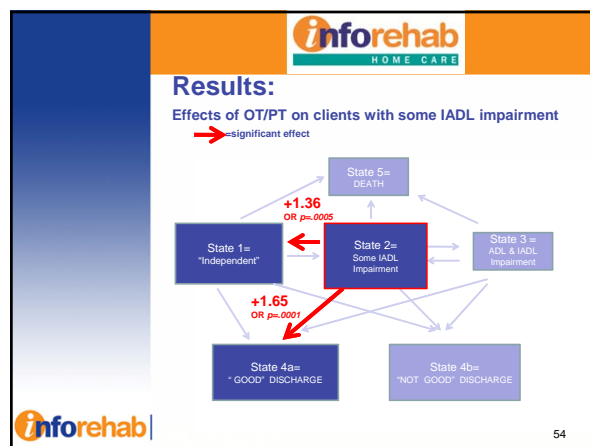 inforehab
HOME CARE
Results:
Effects of OT/PT on clients with some IADL impairment
=significant effect
State 5=
DEATH
+1.36
OR p=.0005
State 1=
“Independent”
State 2=
Some IADL
Impairment
State 3 =
ADL & IADL
Impairment
+1.65
OR p=.0001
State 4a=
“ GOOD” DISCHARGE
State 4b=
“NOT GOOD” DISCHARGE
inforehab
54